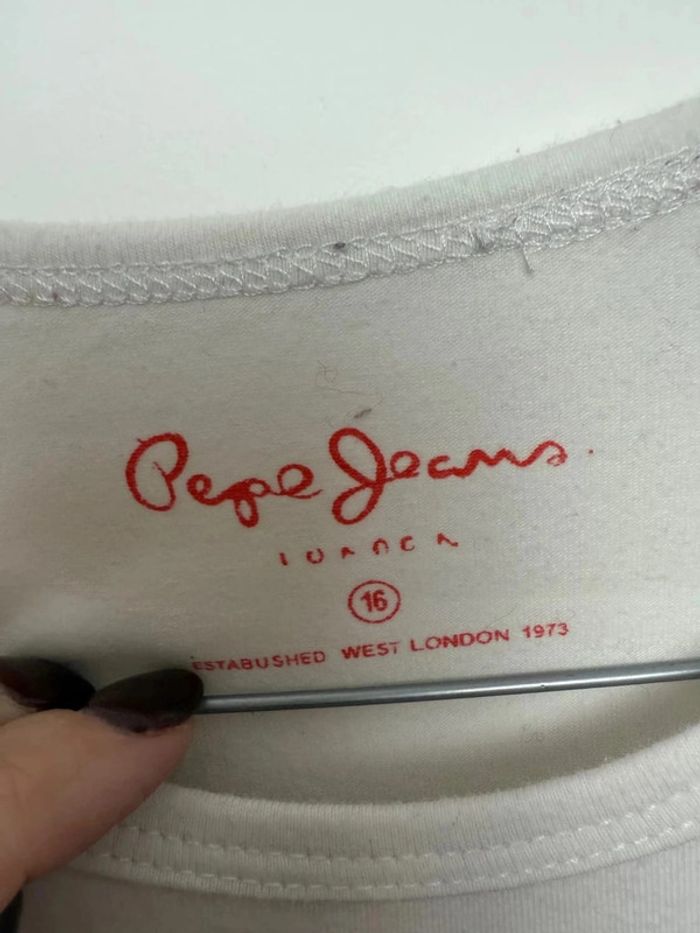 Pepe Jeans
16
ESTABUSHED WEST LONDON 1973